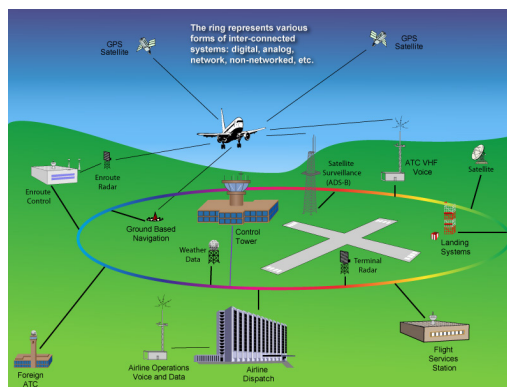 The ring represents various
forms of inter-connected
systems: digital, analog,
network, non-networked, etc.
GPS
Satellite
GPS
Satellite
Enroute
Radar
Enroute
Control
Satellite
Surveillance
(ADS-B)
ATC VHF
Voice
Satellite
Ground Based
Navigation
Control
Tower
Landing
Systems
Weather
Data
Terminal
Radar
Foreign
ATC
Airline Operations
Voice and Data
Airline
Dispatch
Flight
Services
Station